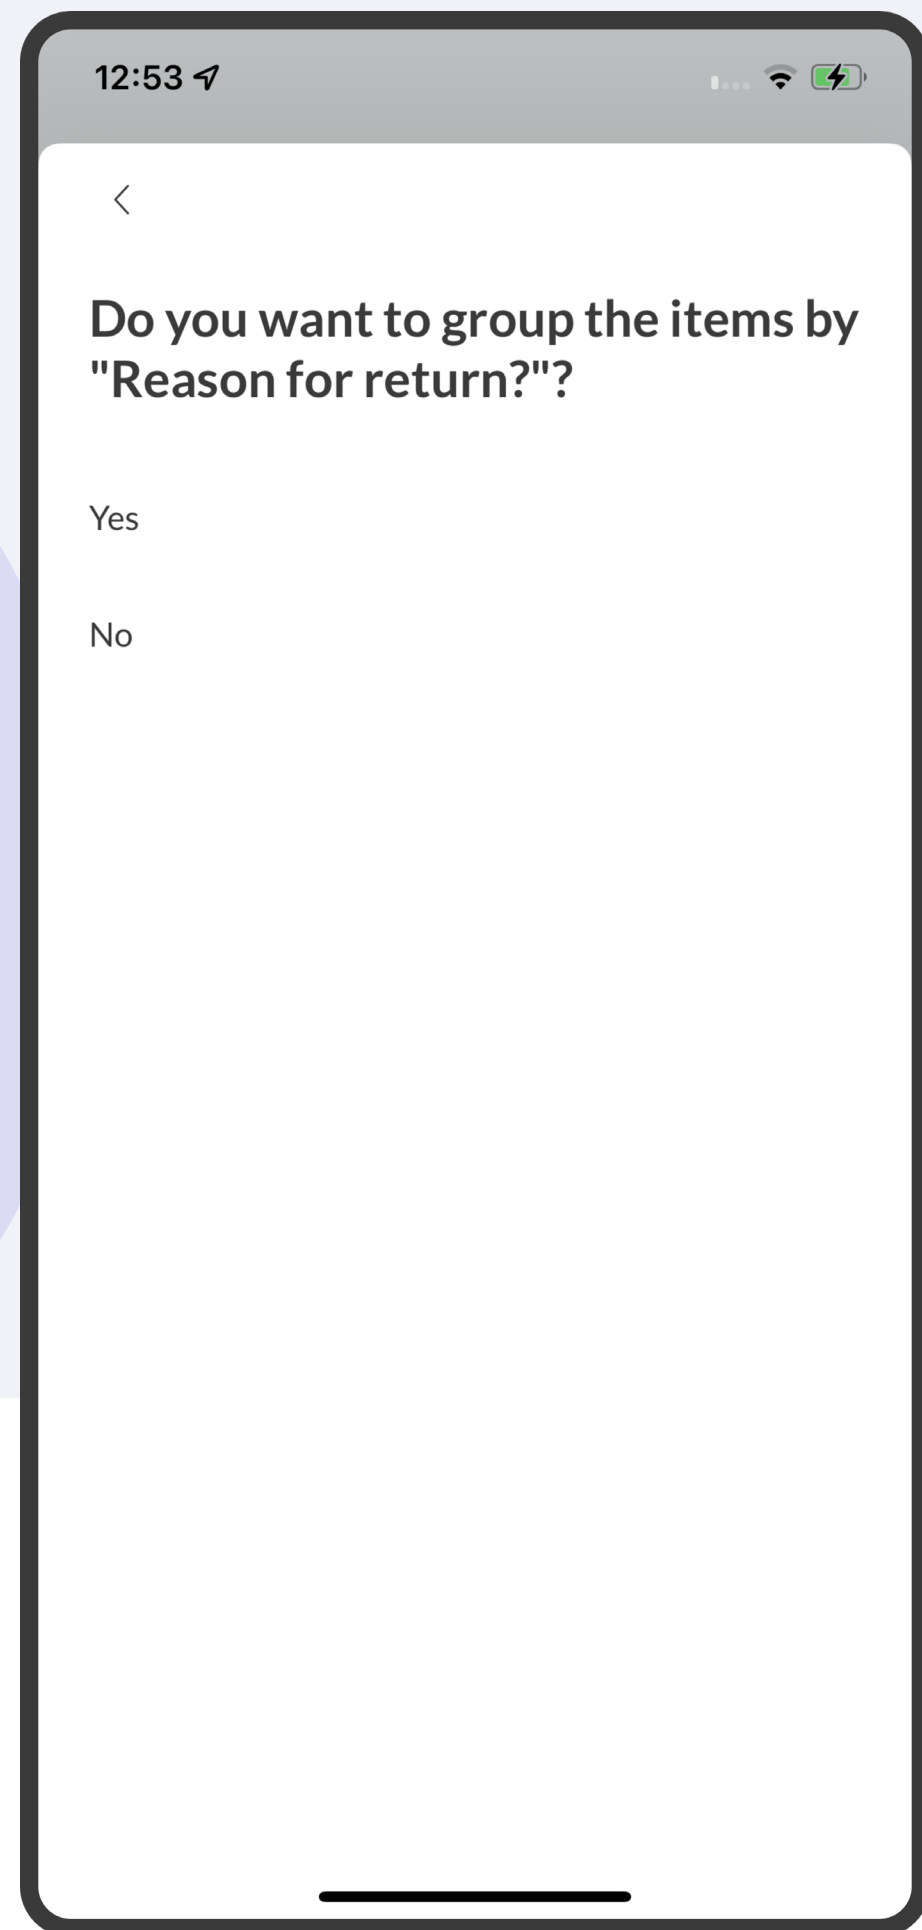 12:53
Do you want to group the items by
"Reason for return?"?
Yes
No